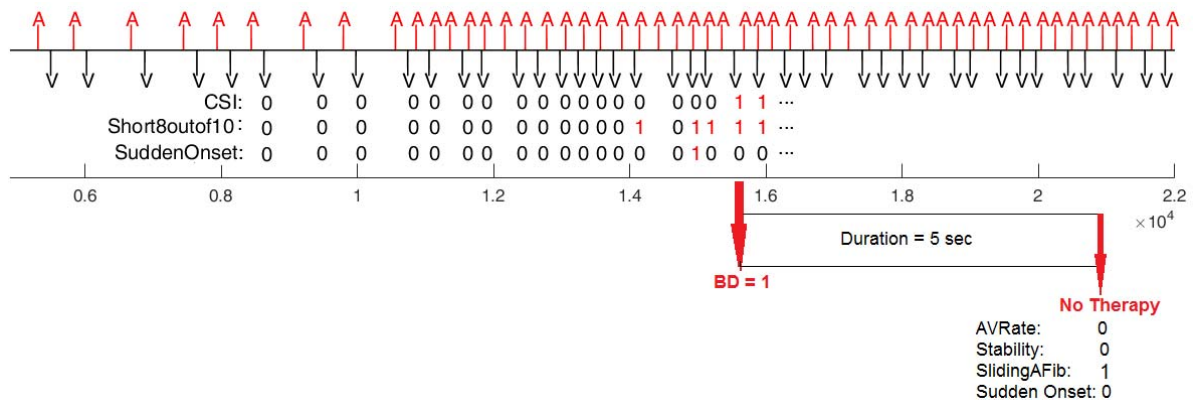 A A A A A A A A A A A A A A A A A A A A A A A A A A A A A A A A A A A A A A A A A A A A A A A A A A A
CSI: 0 0 0 0 0 0 0 0 0 0 0 0 0 0 0 0 0 1 1 ...
Short8outof10: 0 0 0 0 0 0 0 0 0 0 0 0 0 1 0 1 1 1 1 ...
SuddenOnset: 0 0 0 0 0 0 0 0 0 0 0 0 0 0 0 1 0 0 0 ...
0.6 0.8 1 1.2 1.4 1.6 1.8 2 2.2
×10⁴
Duration = 5 sec
BD = 1
No Therapy
AVRate: 0
Stability: 0
SlidingAFib: 1
Sudden Onset: 0